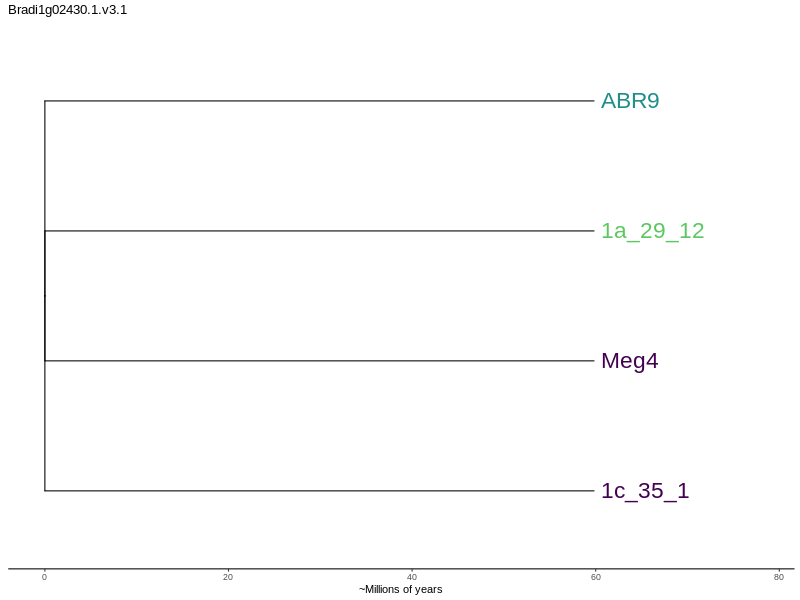 Bradi1g02430.1.v3.1
ABR9
1a_29_12
Meg4
1c_35_1
0 20 40 60 80
~Millions of years